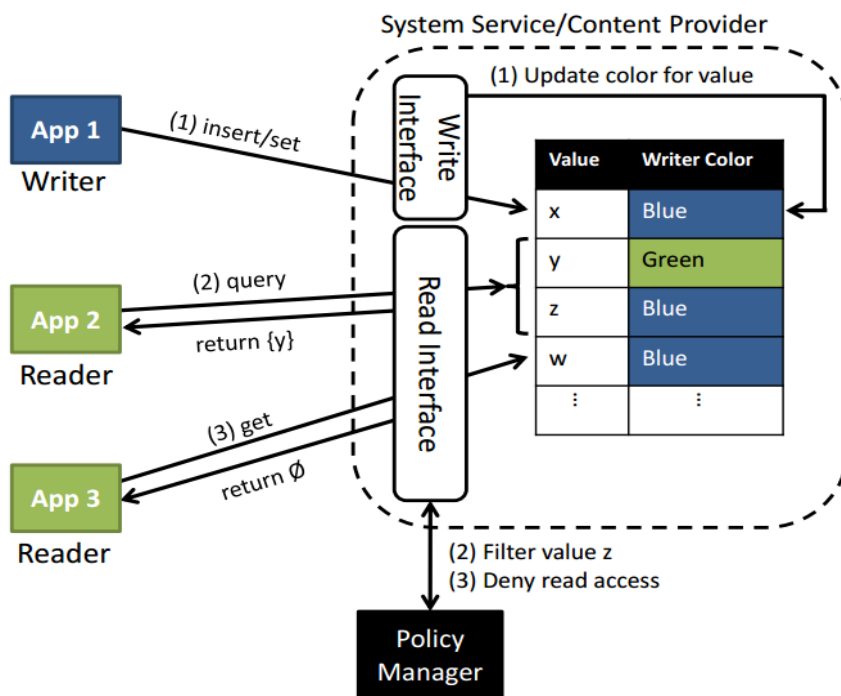 System Service/Content Provider
(1) Update color for value
App 1
Writer
(1) insert/set
Write
Interface
Value Writer Color
x Blue
y Green
z Blue
w Blue
⋮ ⋮
App 2
Reader
(2) query
return {y}
Read Interface
App 3
Reader
(3) get
return Ø
(2) Filter value z
(3) Deny read access
Policy
Manager